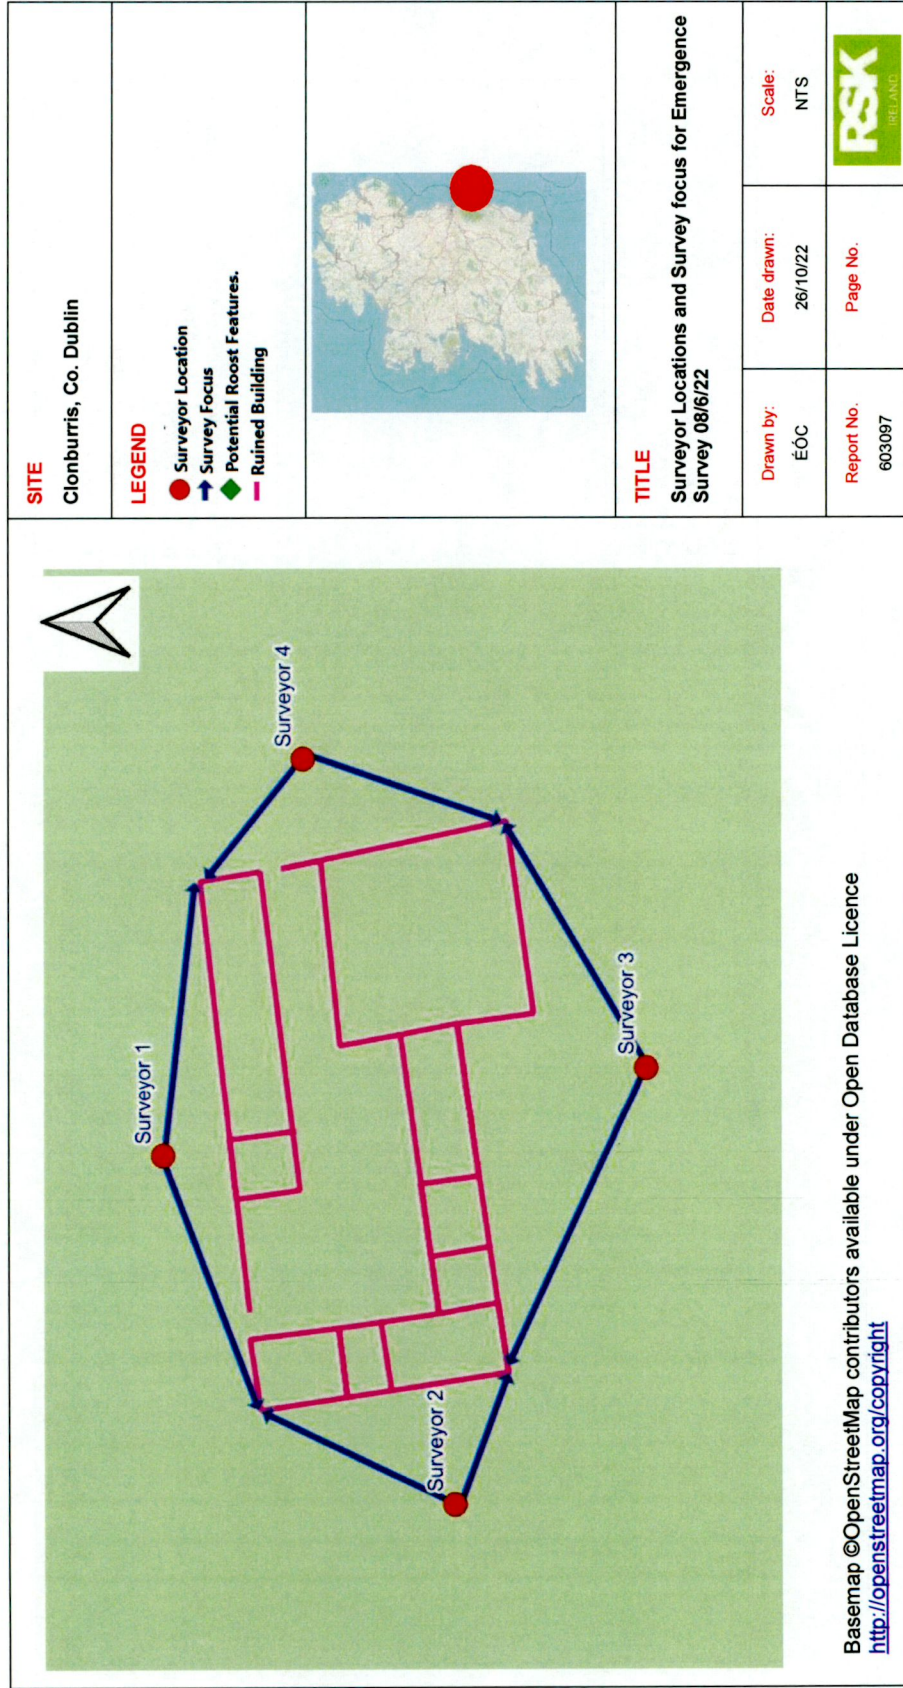 Surveyor 1
Surveyor 4
Surveyor 2
Surveyor 3
Basemap ©OpenStreetMap contributors available under Open Database Licence
http://openstreetmap.org/copyright
SITE
Clonburris, Co. Dublin
LEGEND
Surveyor Location
Survey Focus
Potential Roost Features.
Ruined Building
TITLE
Surveyor Locations and Survey focus for Emergence
Survey 08/6/22
Drawn by:
EÓC
Date drawn:
26/10/22
Scale:
NTS
Report No.
603097
Page No.
RSK
IRELAND